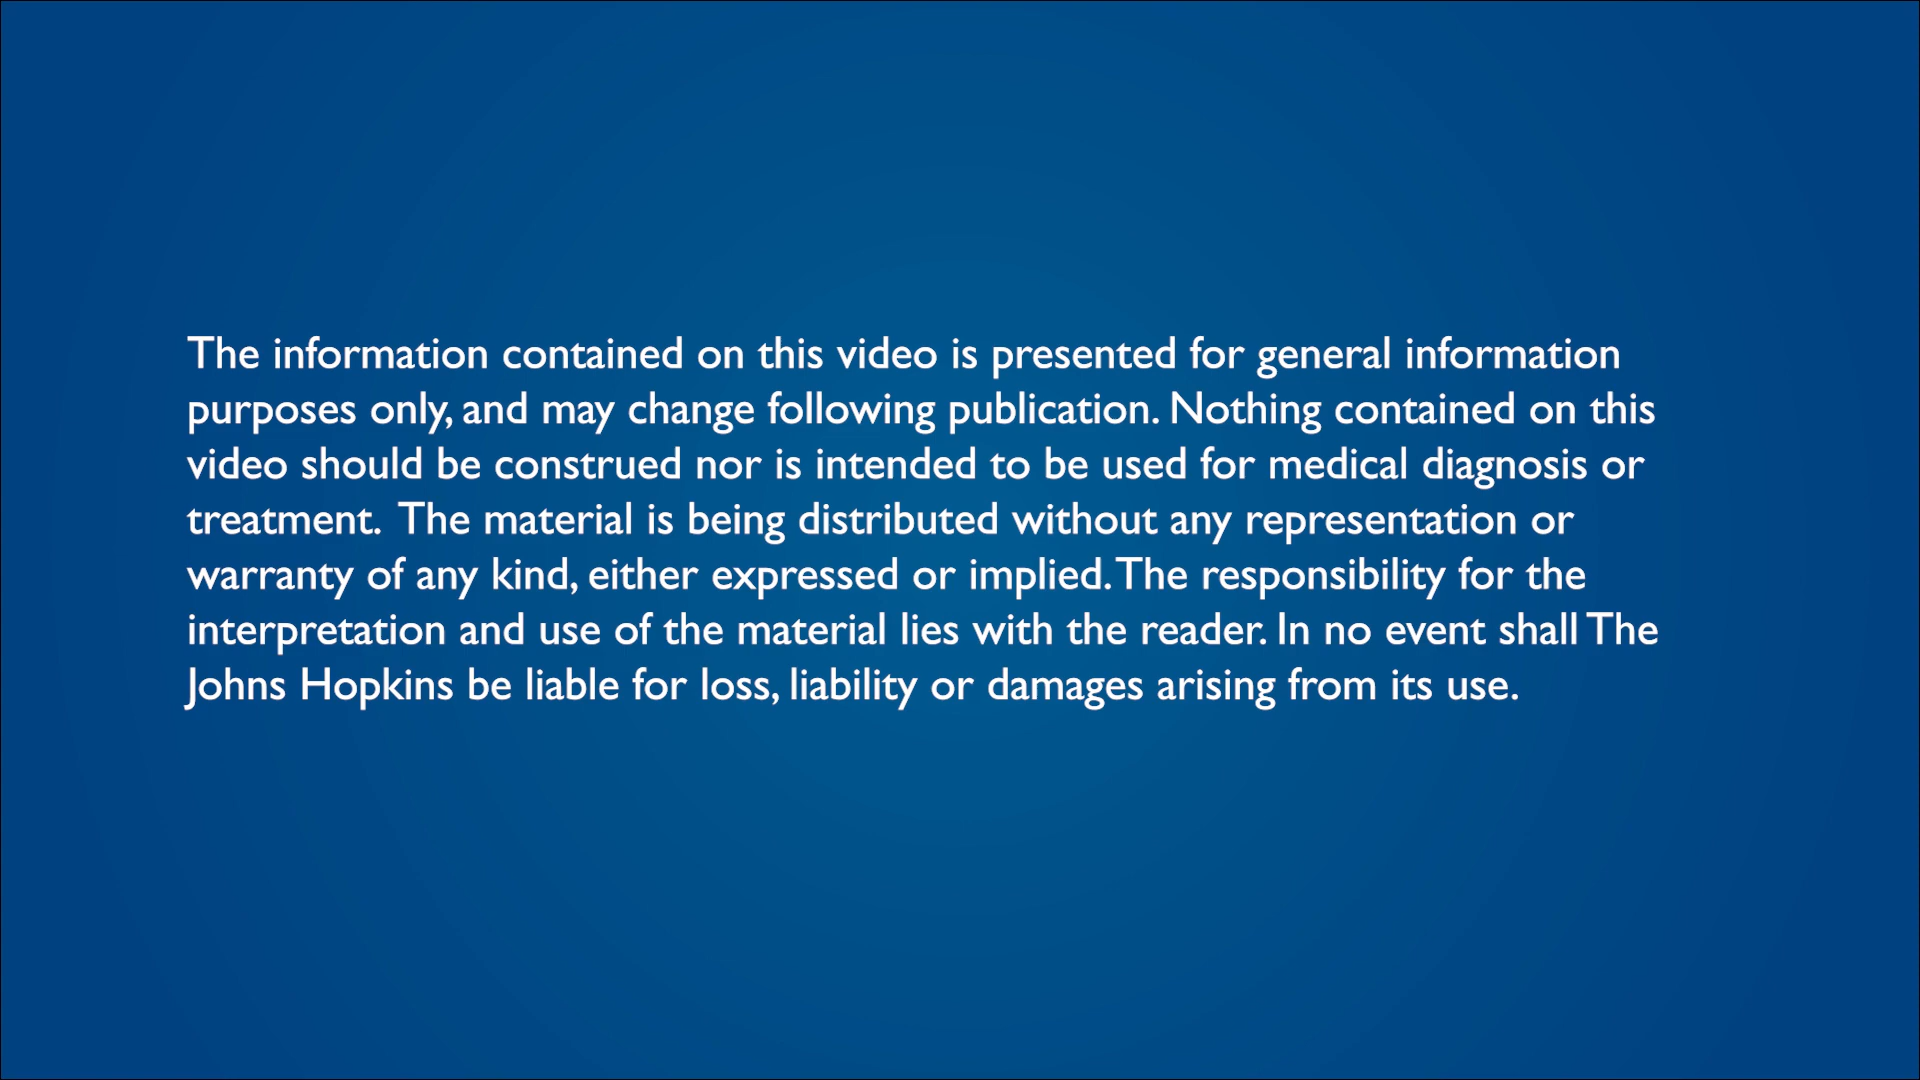 The information contained on this video is presented for general information
purposes only, and may change following publication. Nothing contained on this
video should be construed nor is intended to be used for medical diagnosis or
treatment.  The material is being distributed without any representation or
warranty of any kind, either expressed or implied. The responsibility for the
interpretation and use of the material lies with the reader. In no event shall The
Johns Hopkins be liable for loss, liability or damages arising from its use.